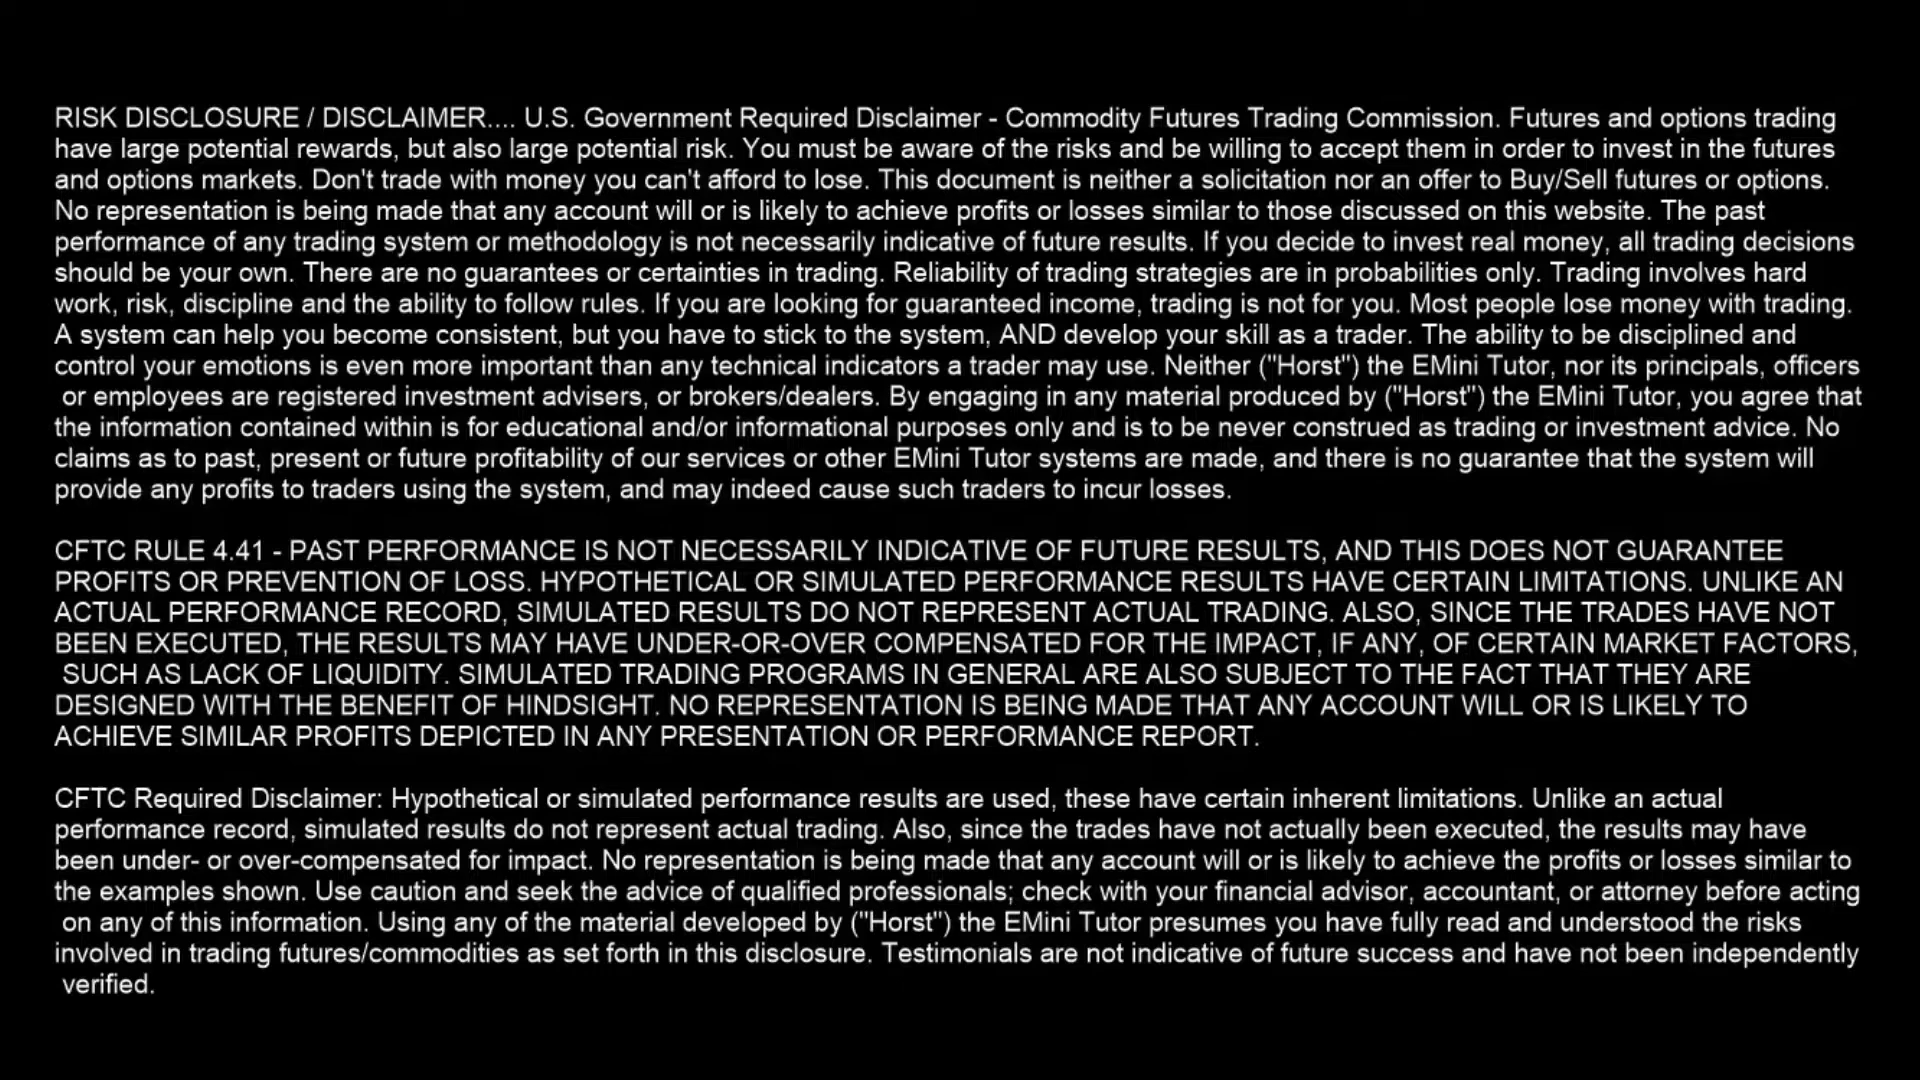 RISK DISCLOSURE / DISCLAIMER.... U.S. Government Required Disclaimer - Commodity Futures Trading Commission. Futures and options trading
have large potential rewards, but also large potential risk. You must be aware of the risks and be willing to accept them in order to invest in the futures
and options markets. Don't trade with money you can't afford to lose. This document is neither a solicitation nor an offer to Buy/Sell futures or options.
No representation is being made that any account will or is likely to achieve profits or losses similar to those discussed on this website. The past
performance of any trading system or methodology is not necessarily indicative of future results. If you decide to invest real money, all trading decisions
should be your own. There are no guarantees or certainties in trading. Reliability of trading strategies are in probabilities only. Trading involves hard
work, risk, discipline and the ability to follow rules. If you are looking for guaranteed income, trading is not for you. Most people lose money with trading.
A system can help you become consistent, but you have to stick to the system, AND develop your skill as a trader. The ability to be disciplined and
control your emotions is even more important than any technical indicators a trader may use. Neither ("Horst") the EMini Tutor, nor its principals, officers
or employees are registered investment advisers, or brokers/dealers. By engaging in any material produced by ("Horst") the EMini Tutor, you agree that
the information contained within is for educational and/or informational purposes only and is to be never construed as trading or investment advice. No
claims as to past, present or future profitability of our services or other EMini Tutor systems are made, and there is no guarantee that the system will
provide any profits to traders using the system, and may indeed cause such traders to incur losses.
CFTC RULE 4.41 - PAST PERFORMANCE IS NOT NECESSARILY INDICATIVE OF FUTURE RESULTS, AND THIS DOES NOT GUARANTEE
PROFITS OR PREVENTION OF LOSS. HYPOTHETICAL OR SIMULATED PERFORMANCE RESULTS HAVE CERTAIN LIMITATIONS. UNLIKE AN
ACTUAL PERFORMANCE RECORD, SIMULATED RESULTS DO NOT REPRESENT ACTUAL TRADING. ALSO, SINCE THE TRADES HAVE NOT
BEEN EXECUTED, THE RESULTS MAY HAVE UNDER-OR-OVER COMPENSATED FOR THE IMPACT, IF ANY, OF CERTAIN MARKET FACTORS,
SUCH AS LACK OF LIQUIDITY. SIMULATED TRADING PROGRAMS IN GENERAL ARE ALSO SUBJECT TO THE FACT THAT THEY ARE
DESIGNED WITH THE BENEFIT OF HINDSIGHT. NO REPRESENTATION IS BEING MADE THAT ANY ACCOUNT WILL OR IS LIKELY TO
ACHIEVE SIMILAR PROFITS DEPICTED IN ANY PRESENTATION OR PERFORMANCE REPORT.
CFTC Required Disclaimer: Hypothetical or simulated performance results are used, these have certain inherent limitations. Unlike an actual
performance record, simulated results do not represent actual trading. Also, since the trades have not actually been executed, the results may have
been under- or over-compensated for impact. No representation is being made that any account will or is likely to achieve the profits or losses similar to
the examples shown. Use caution and seek the advice of qualified professionals; check with your financial advisor, accountant, or attorney before acting
on any of this information. Using any of the material developed by ("Horst") the EMini Tutor presumes you have fully read and understood the risks
involved in trading futures/commodities as set forth in this disclosure. Testimonials are not indicative of future success and have not been independently
verified.